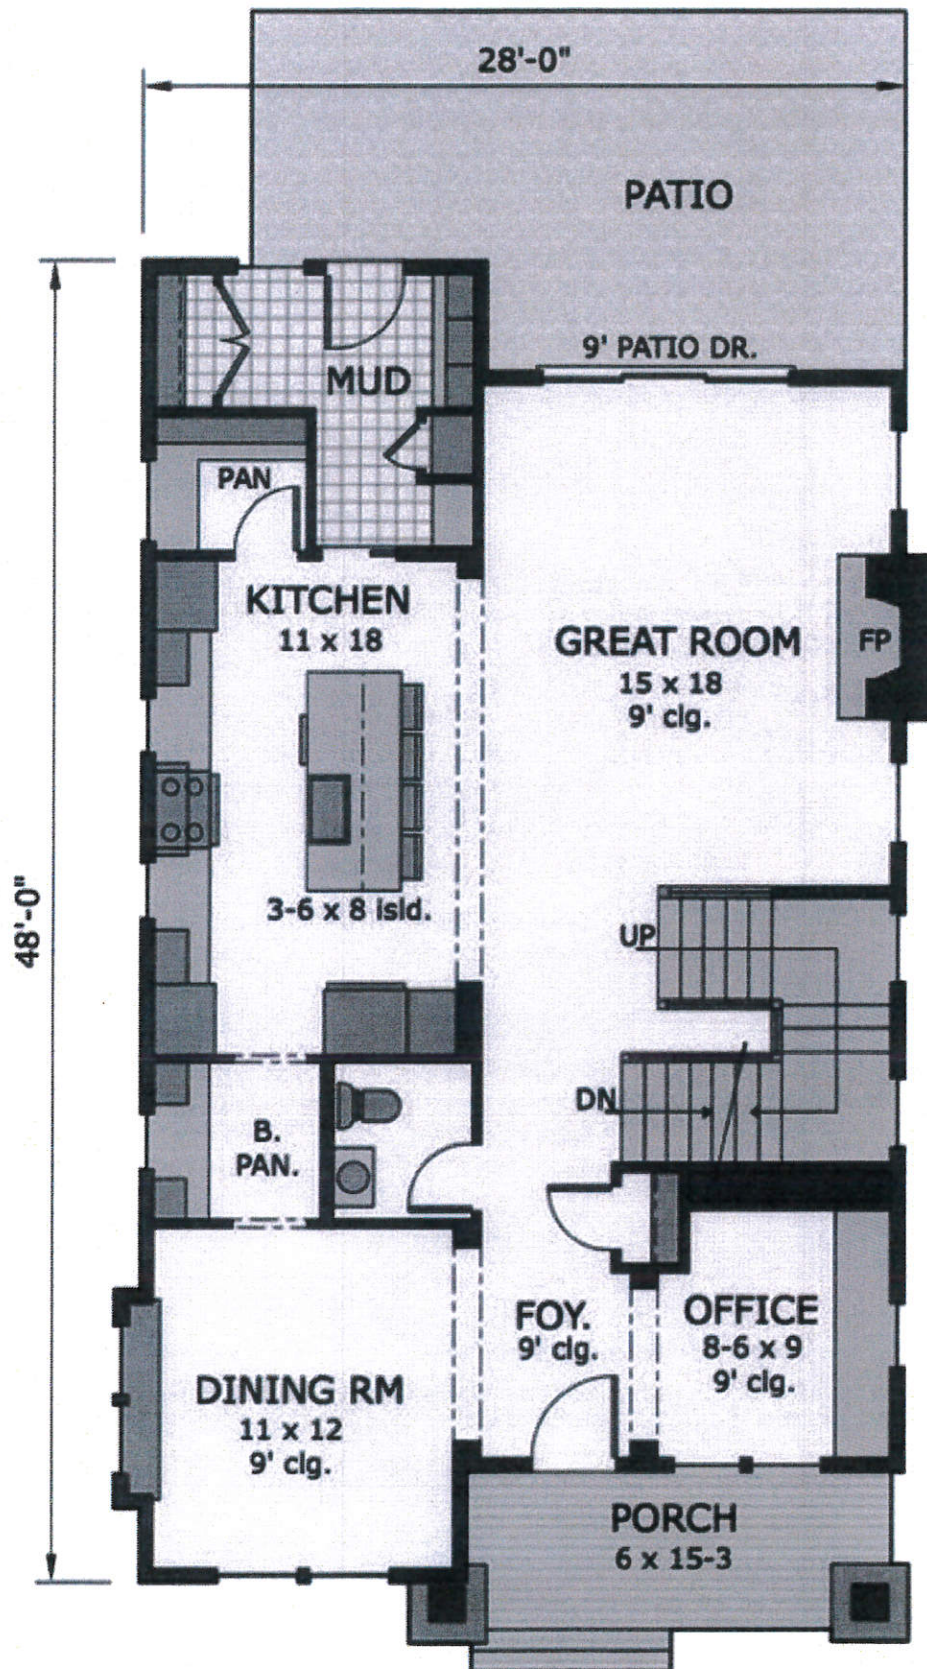 28'-0"
PATIO
9' PATIO DR.
MUD
PAN
KITCHEN
11 x 18
GREAT ROOM
15 x 18
9' clg.
FP
3-6 x 8 isld.
48'-0"
UP
DN
B.
PAN.
FOY.
9' clg.
OFFICE
8-6 x 9
9' clg.
DINING RM
11 x 12
9' clg.
PORCH
6 x 15-3